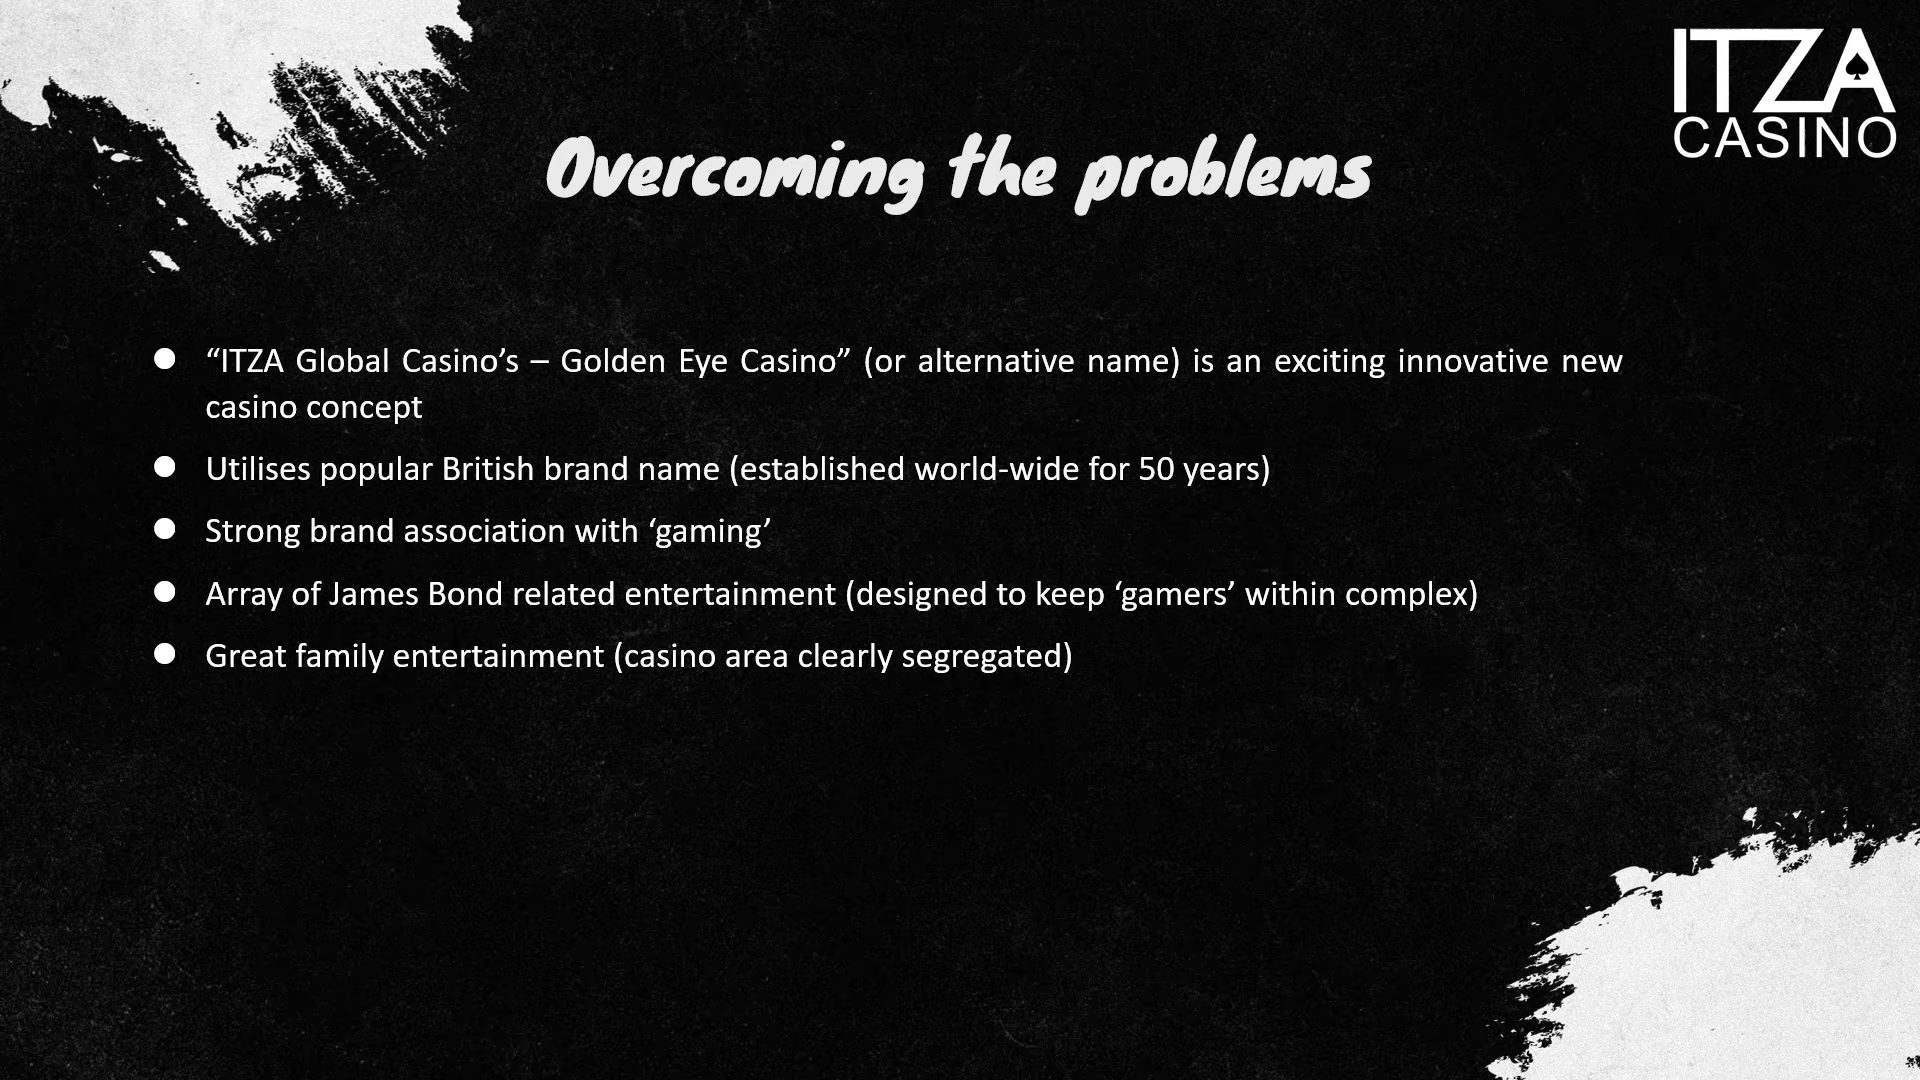 ITZA
CASINO
Overcoming the problems
“ITZA Global Casino’s – Golden Eye Casino” (or alternative name) is an exciting innovative new
casino concept
Utilises popular British brand name (established world-wide for 50 years)
Strong brand association with ‘gaming’
Array of James Bond related entertainment (designed to keep ‘gamers’ within complex)
Great family entertainment (casino area clearly segregated)